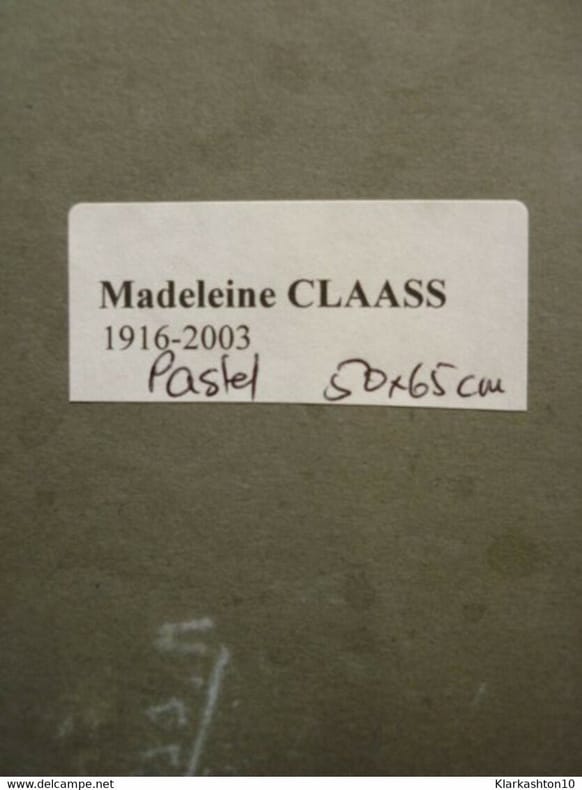 Madeleine CLAASS
1916-2003
Pastel 50x65cm
www.delcampe.net
Klarkashton10